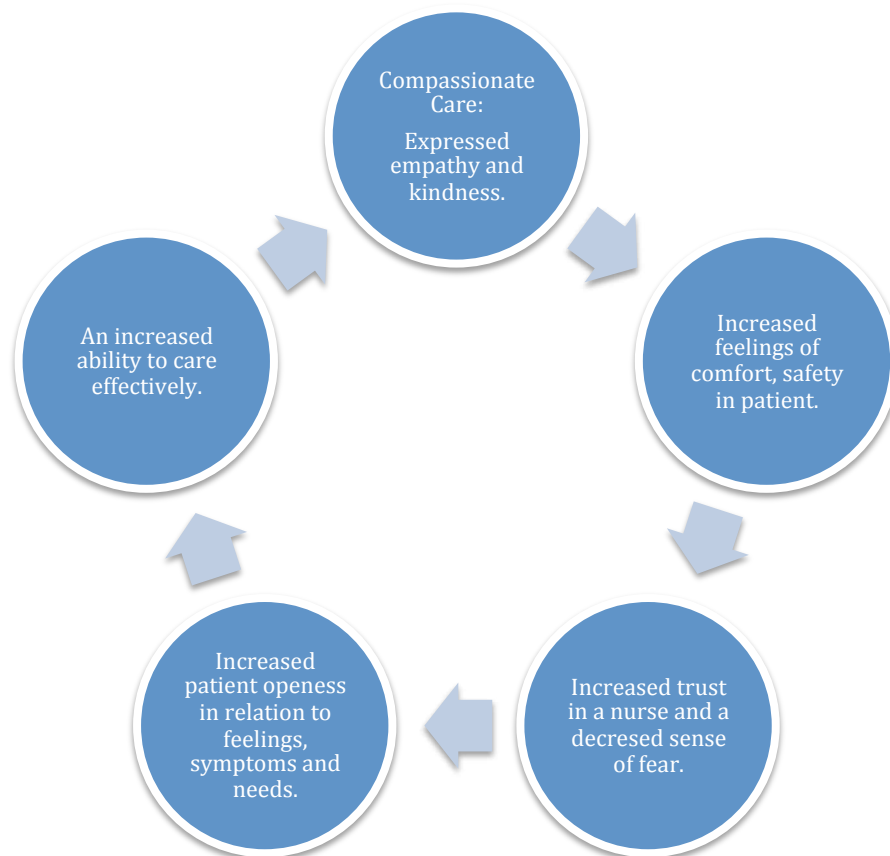 Compassionate
Care:
Expressed
empathy and
kindness.
Increased
feelings of
comfort, safety
in patient.
Increased trust
in a nurse and a
decresed sense
of fear.
Increased
patient openess
in relation to
feelings,
symptoms and
needs.
An increased
ability to care
effectively.